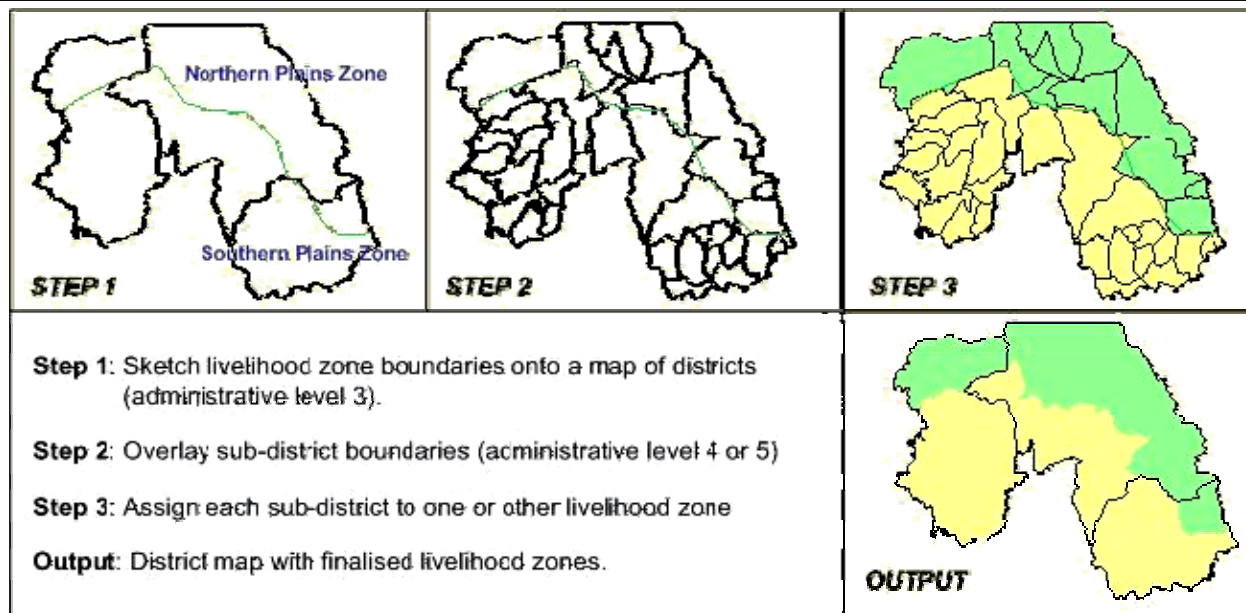 Northern Plains Zone
Southern Plains Zone
STEP 1
STEP 2
STEP 3
Step 1: Sketch livelihood zone boundaries onto a map of districts
(administrative level 3).
Step 2: Overlay sub-district boundaries (administrative level 4 or 5)
Step 3: Assign each sub-district to one or other livelihood zone
Output: District map with finalised livelihood zones.
OUTPUT